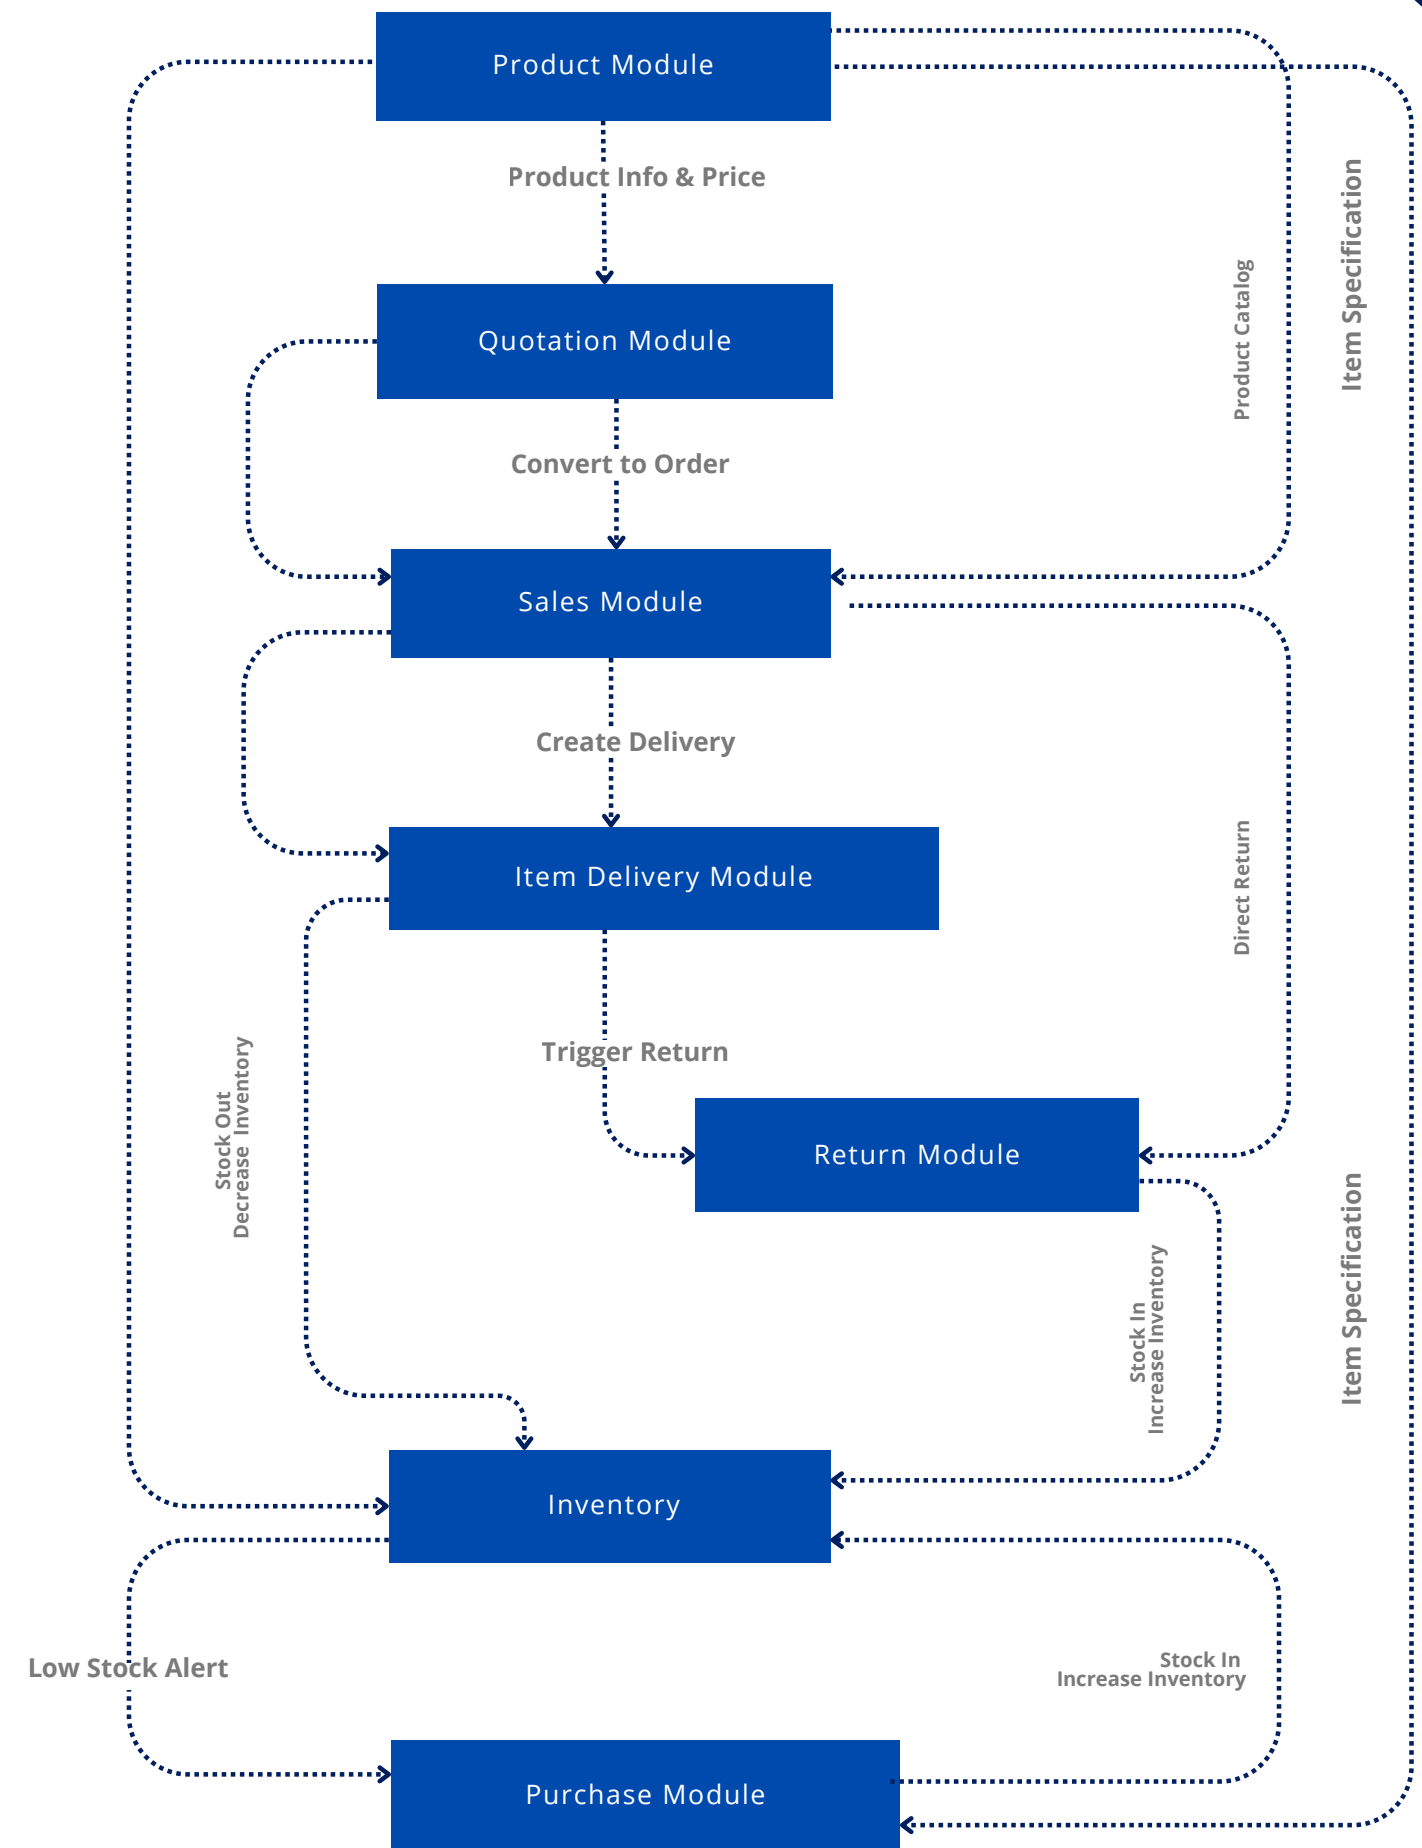 Product Module
Product Info & Price
Item Specification
Product Catalog
Quotation Module
Convert to Order
Sales Module
Create Delivery
Item Delivery Module
Direct Return
Trigger Return
Stock Out
Decrease Inventory
Return Module
Item Specification
Stock In
Increase Inventory
Inventory
Low Stock Alert
Stock In
Increase Inventory
Purchase Module